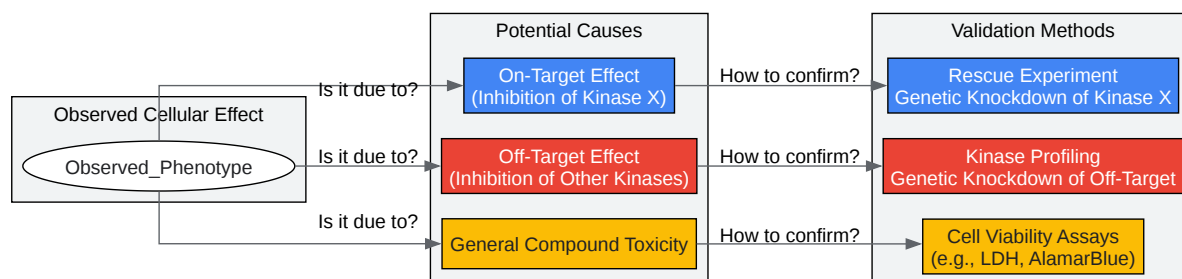 Potential Causes
Validation Methods
On-Target Effect
(Inhibition of Kinase X)
How to confirm?
Rescue Experiment
Genetic Knockdown of Kinase X
Is it due to?
Observed Cellular Effect
Observed_Phenotype
Is it due to?
Off-Target Effect
(Inhibition of Other Kinases)
How to confirm?
Kinase Profiling
Genetic Knockdown of Off-Target
Is it due to?
General Compound Toxicity
How to confirm?
Cell Viability Assays
(e.g., LDH, AlamarBlue)